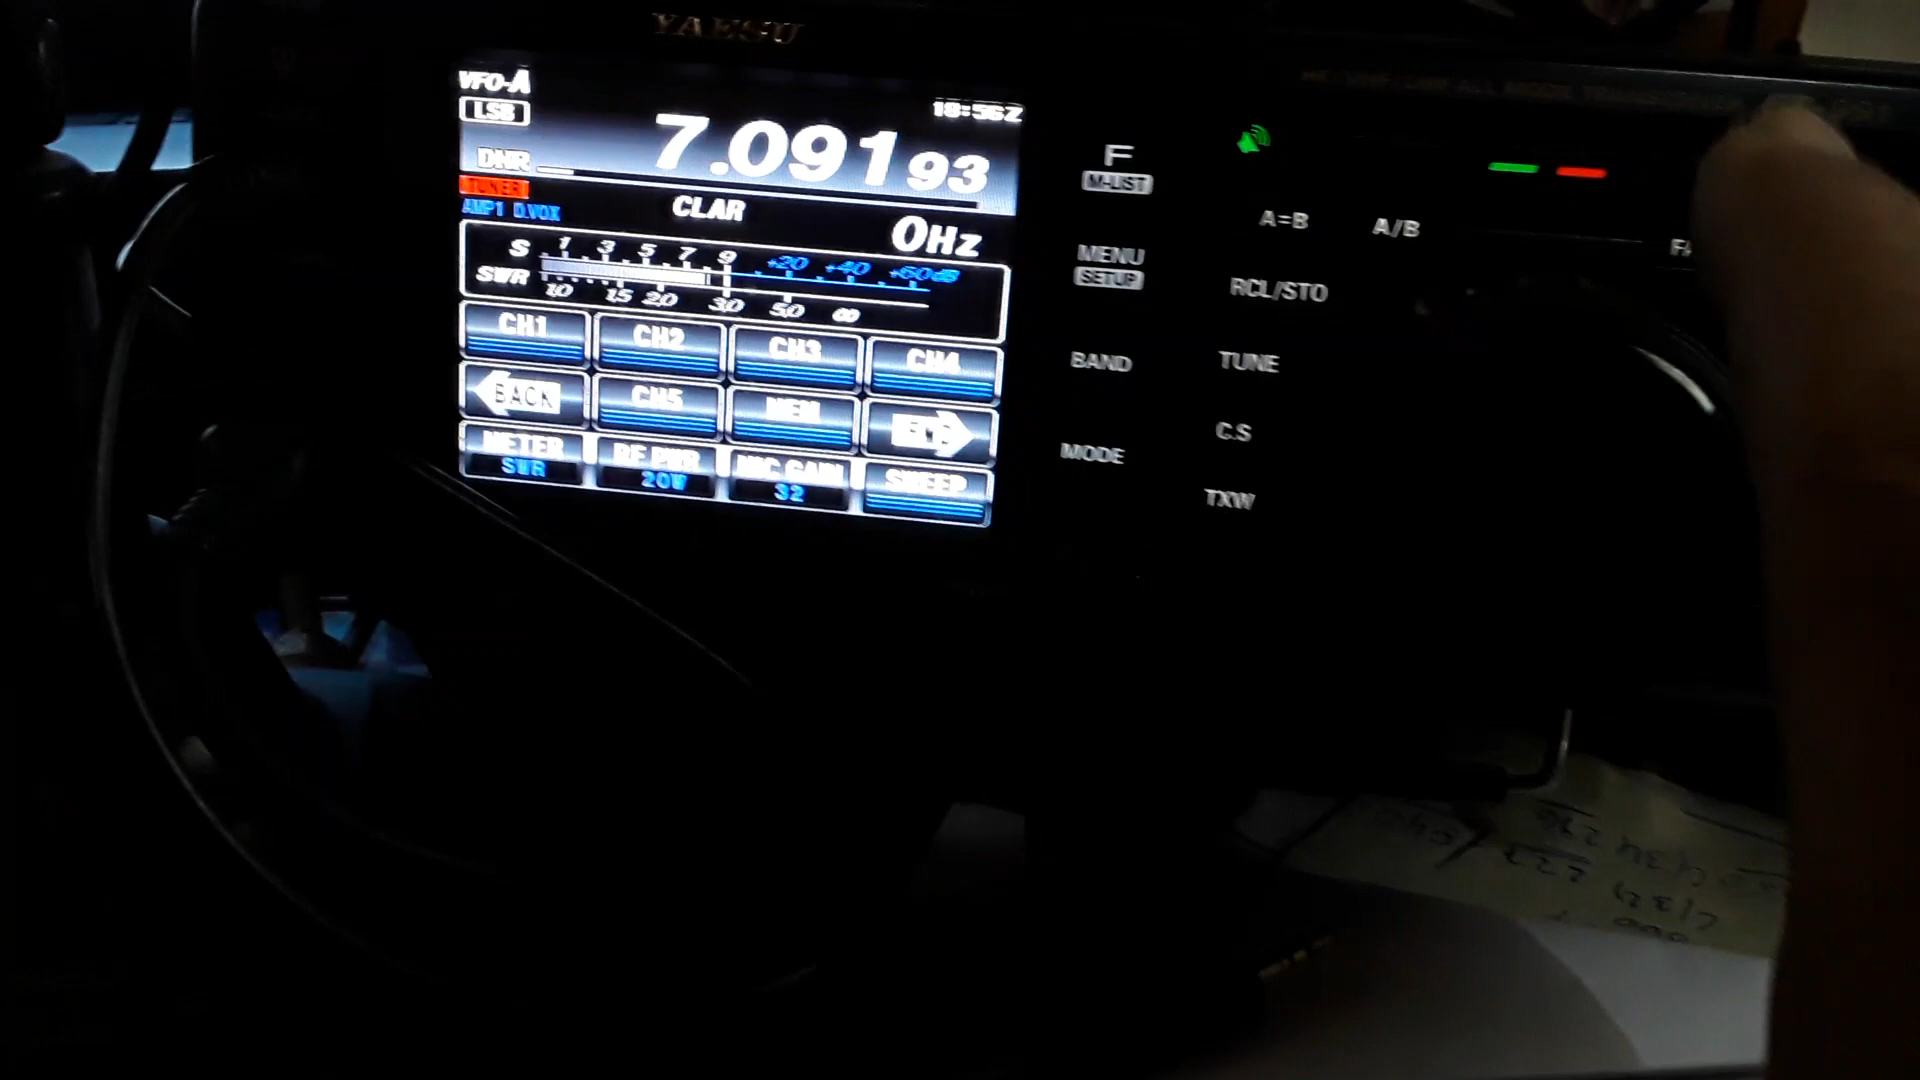 YAESU
VFO-A
LSB
18:56Z
7.091 93
DNR
TUNER
AMP1 D.VOX
CLAR
0Hz
S 1 3 5 7 9 +20 +40 +60dB
SWR 1.0 1.5 2.0 3.0 5.0 ∞
CH1 CH2 CH3 CH4
BACK CH5 MEM
METER RF PWR MIC GAIN SWEEP
SWR 20W 32
F
M-LIST
A=B A/B
MENU
SETUP
RCL/STO
BAND TUNE
C.S
MODE
TXW